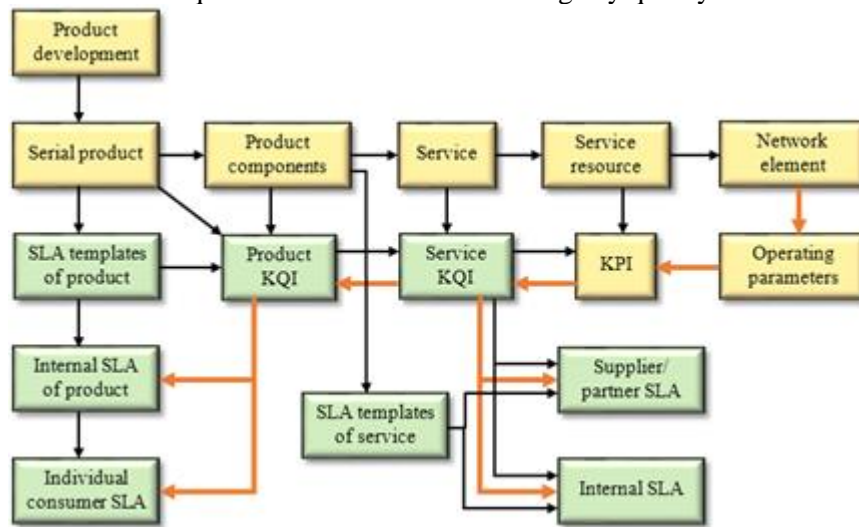 Product
development
Serial product
Product
components
Service
Service
resource
Network
element
SLA templates
of product
Product
KQI
Service
KQI
KPI
Operating
parameters
Internal SLA
of product
SLA templates
of service
Supplier/
partner SLA
Individual
consumer SLA
Internal SLA